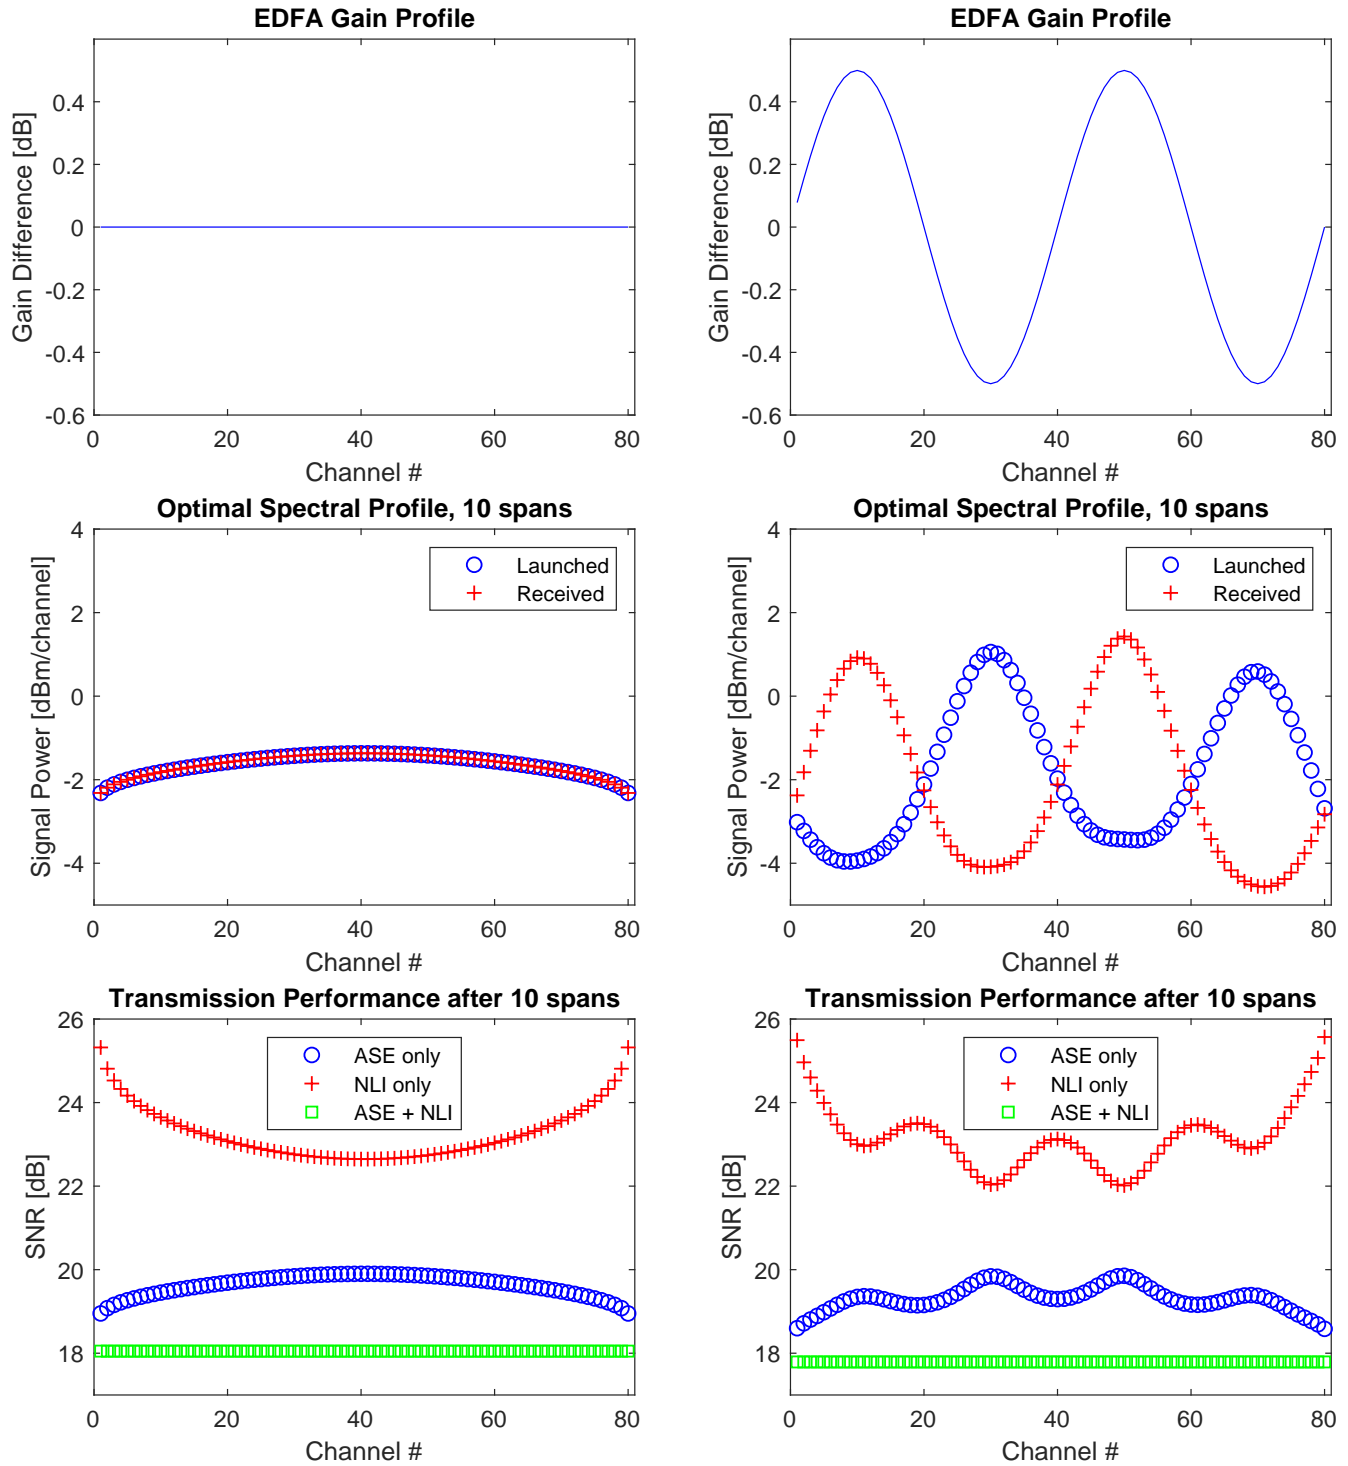 EDFA Gain Profile
Gain Difference [dB]
0.4
0.2
0
-0.2
-0.4
-0.6
0 20 40 60 80
Channel #
EDFA Gain Profile
Gain Difference [dB]
0.4
0.2
0
-0.2
-0.4
-0.6
0 20 40 60 80
Channel #
Optimal Spectral Profile, 10 spans
Signal Power [dBm/channel]
4
2
0
-2
-4
Launched
Received
0 20 40 60 80
Channel #
Optimal Spectral Profile, 10 spans
Signal Power [dBm/channel]
4
2
0
-2
-4
Launched
Received
0 20 40 60 80
Channel #
Transmission Performance after 10 spans
SNR [dB]
26
24
22
20
18
ASE only
NLI only
ASE + NLI
0 20 40 60 80
Channel #
Transmission Performance after 10 spans
SNR [dB]
26
24
22
20
18
ASE only
NLI only
ASE + NLI
0 20 40 60 80
Channel #